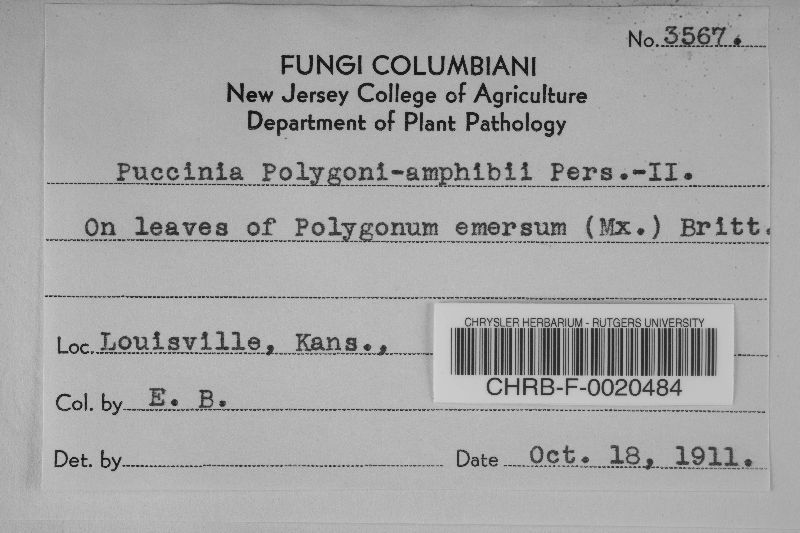 No. 3567.
FUNGI COLUMBIANI
New Jersey College of Agriculture
Department of Plant Pathology
Puccinia Polygoni-amphibii Pers.-II.
On leaves of Polygonum emersum (Mx.) Britt.
Loc. Louisville, Kans.,
CHRYSLER HERBARIUM - RUTGERS UNIVERSITY
CHRB-F-0020484
Col. by E. B.
Det. by
Date Oct. 18, 1911.